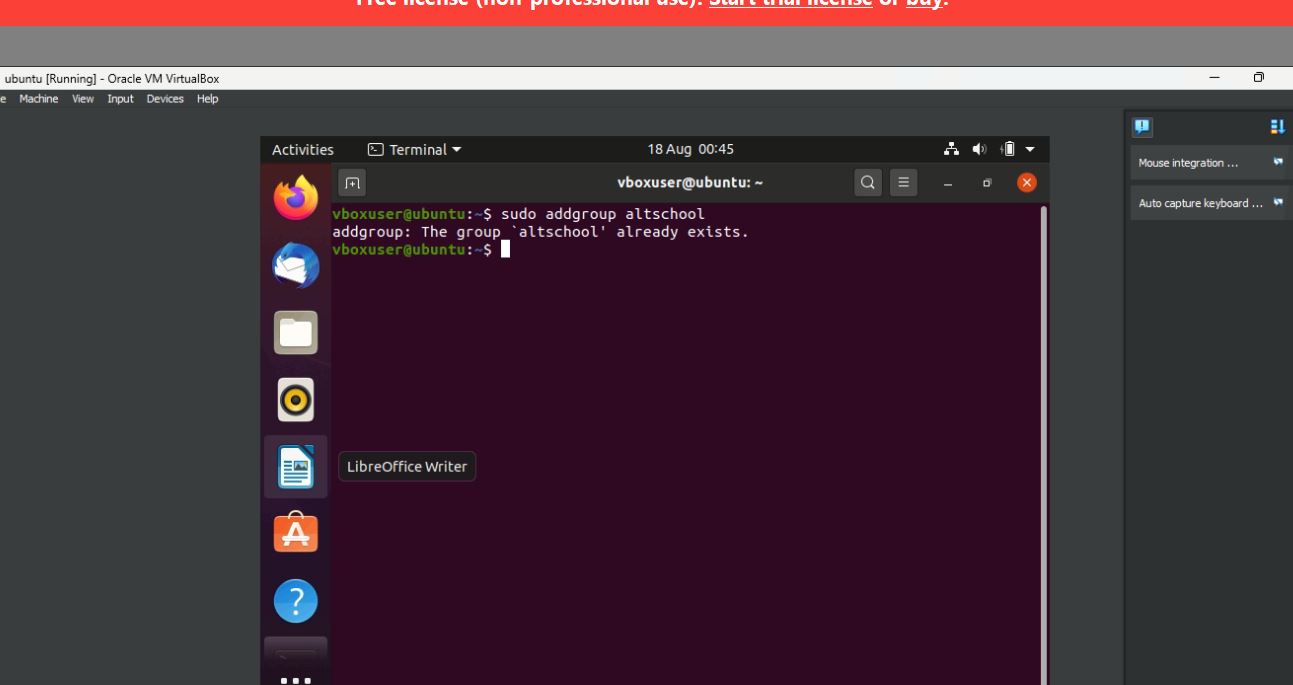 Free license (non-professional use). Start trial license or buy.
ubuntu [Running] - Oracle VM VirtualBox
e Machine View Input Devices Help
Activities Terminal 18 Aug 00:45
vboxuser@ubuntu: ~
Mouse integration ...
Auto capture keyboard ...
vboxuser@ubuntu:~$ sudo addgroup altschool
addgroup: The group `altschool' already exists.
vboxuser@ubuntu:~$
LibreOffice Writer